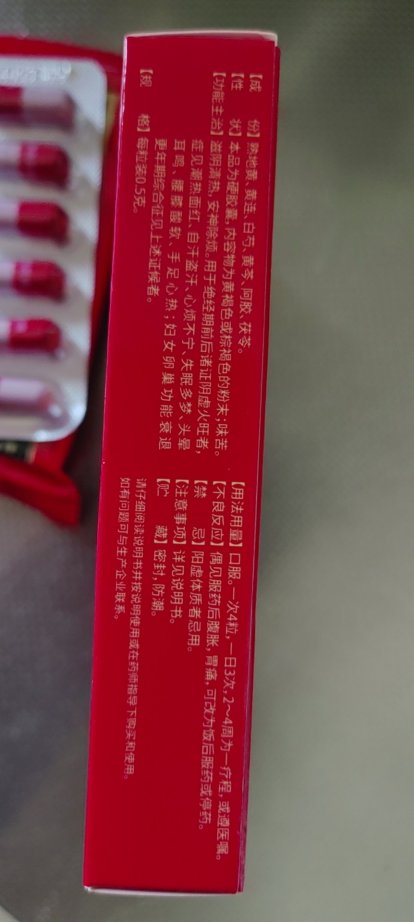 【成　　份】熟地黄、黄连、白芍、黄芩、阿胶、茯苓。
【性　　状】本品为硬胶囊，内容物为黄褐色或棕褐色的粉末；味苦。
【功能主治】滋阴清热，安神除烦。用于绝经期前后诸证阴虚火旺者，
症见潮热面红、自汗盗汗、心烦不宁、失眠多梦、头晕
耳鸣、腰膝酸软、手足心热；妇女卵巢功能衰退
更年期综合征见上述证候者。
【规　　格】每粒装0.5克。
【用法用量】口服。一次4粒，一日3次，2～4周为一疗程，或遵医嘱。
【不良反应】偶见服药后腹胀，胃痛，可改为饭后服药或停药。
【禁　　忌】阳虚体质者忌用。
【注意事项】详见说明书。
【贮　　藏】密封，防潮。
请仔细阅读说明书并按说明使用或在药师指导下购买和使用。
如有问题可与生产企业联系。